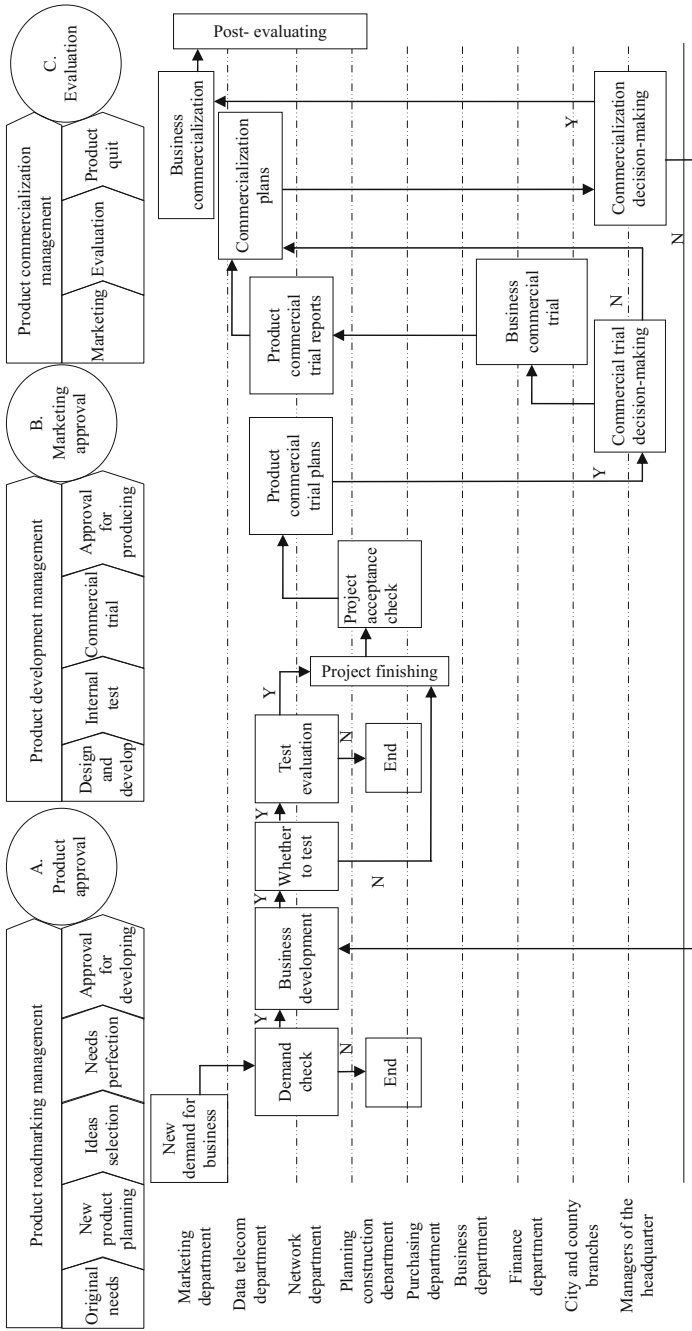 Product roadmarking management
Original
needs
New
product
planning
Ideas
selection
Needs
perfection
Approval
for
developing
A.
Product
approval
Product development management
Design
and
develop
Internal
test
Commercial
trial
Approval
for
producing
B.
Marketing
approval
Product commercialization
management
Marketing
Evaluation
Product
quit
C.
Evaluation
Marketing
department
Data telecom
department
Network
department
Planning
construction
department
Purchasing
department
Business
department
Finance
department
City and county
branches
Managers of the
headquarter
New
demand for
business
Demand
check
N
End
Y
Business
development
Y
Whether
to test
N
Y
Test
evaluation
N
End
Y
Project finishing
Project
acceptance
check
Product
commercial
trial plans
Y
Commercial trial
decision-making
N
Business
commercial
trial
Product
commercial
trial reports
Commercialization
plans
Commercialization
decision-making
N
Y
Business
commercialization
Post- evaluating